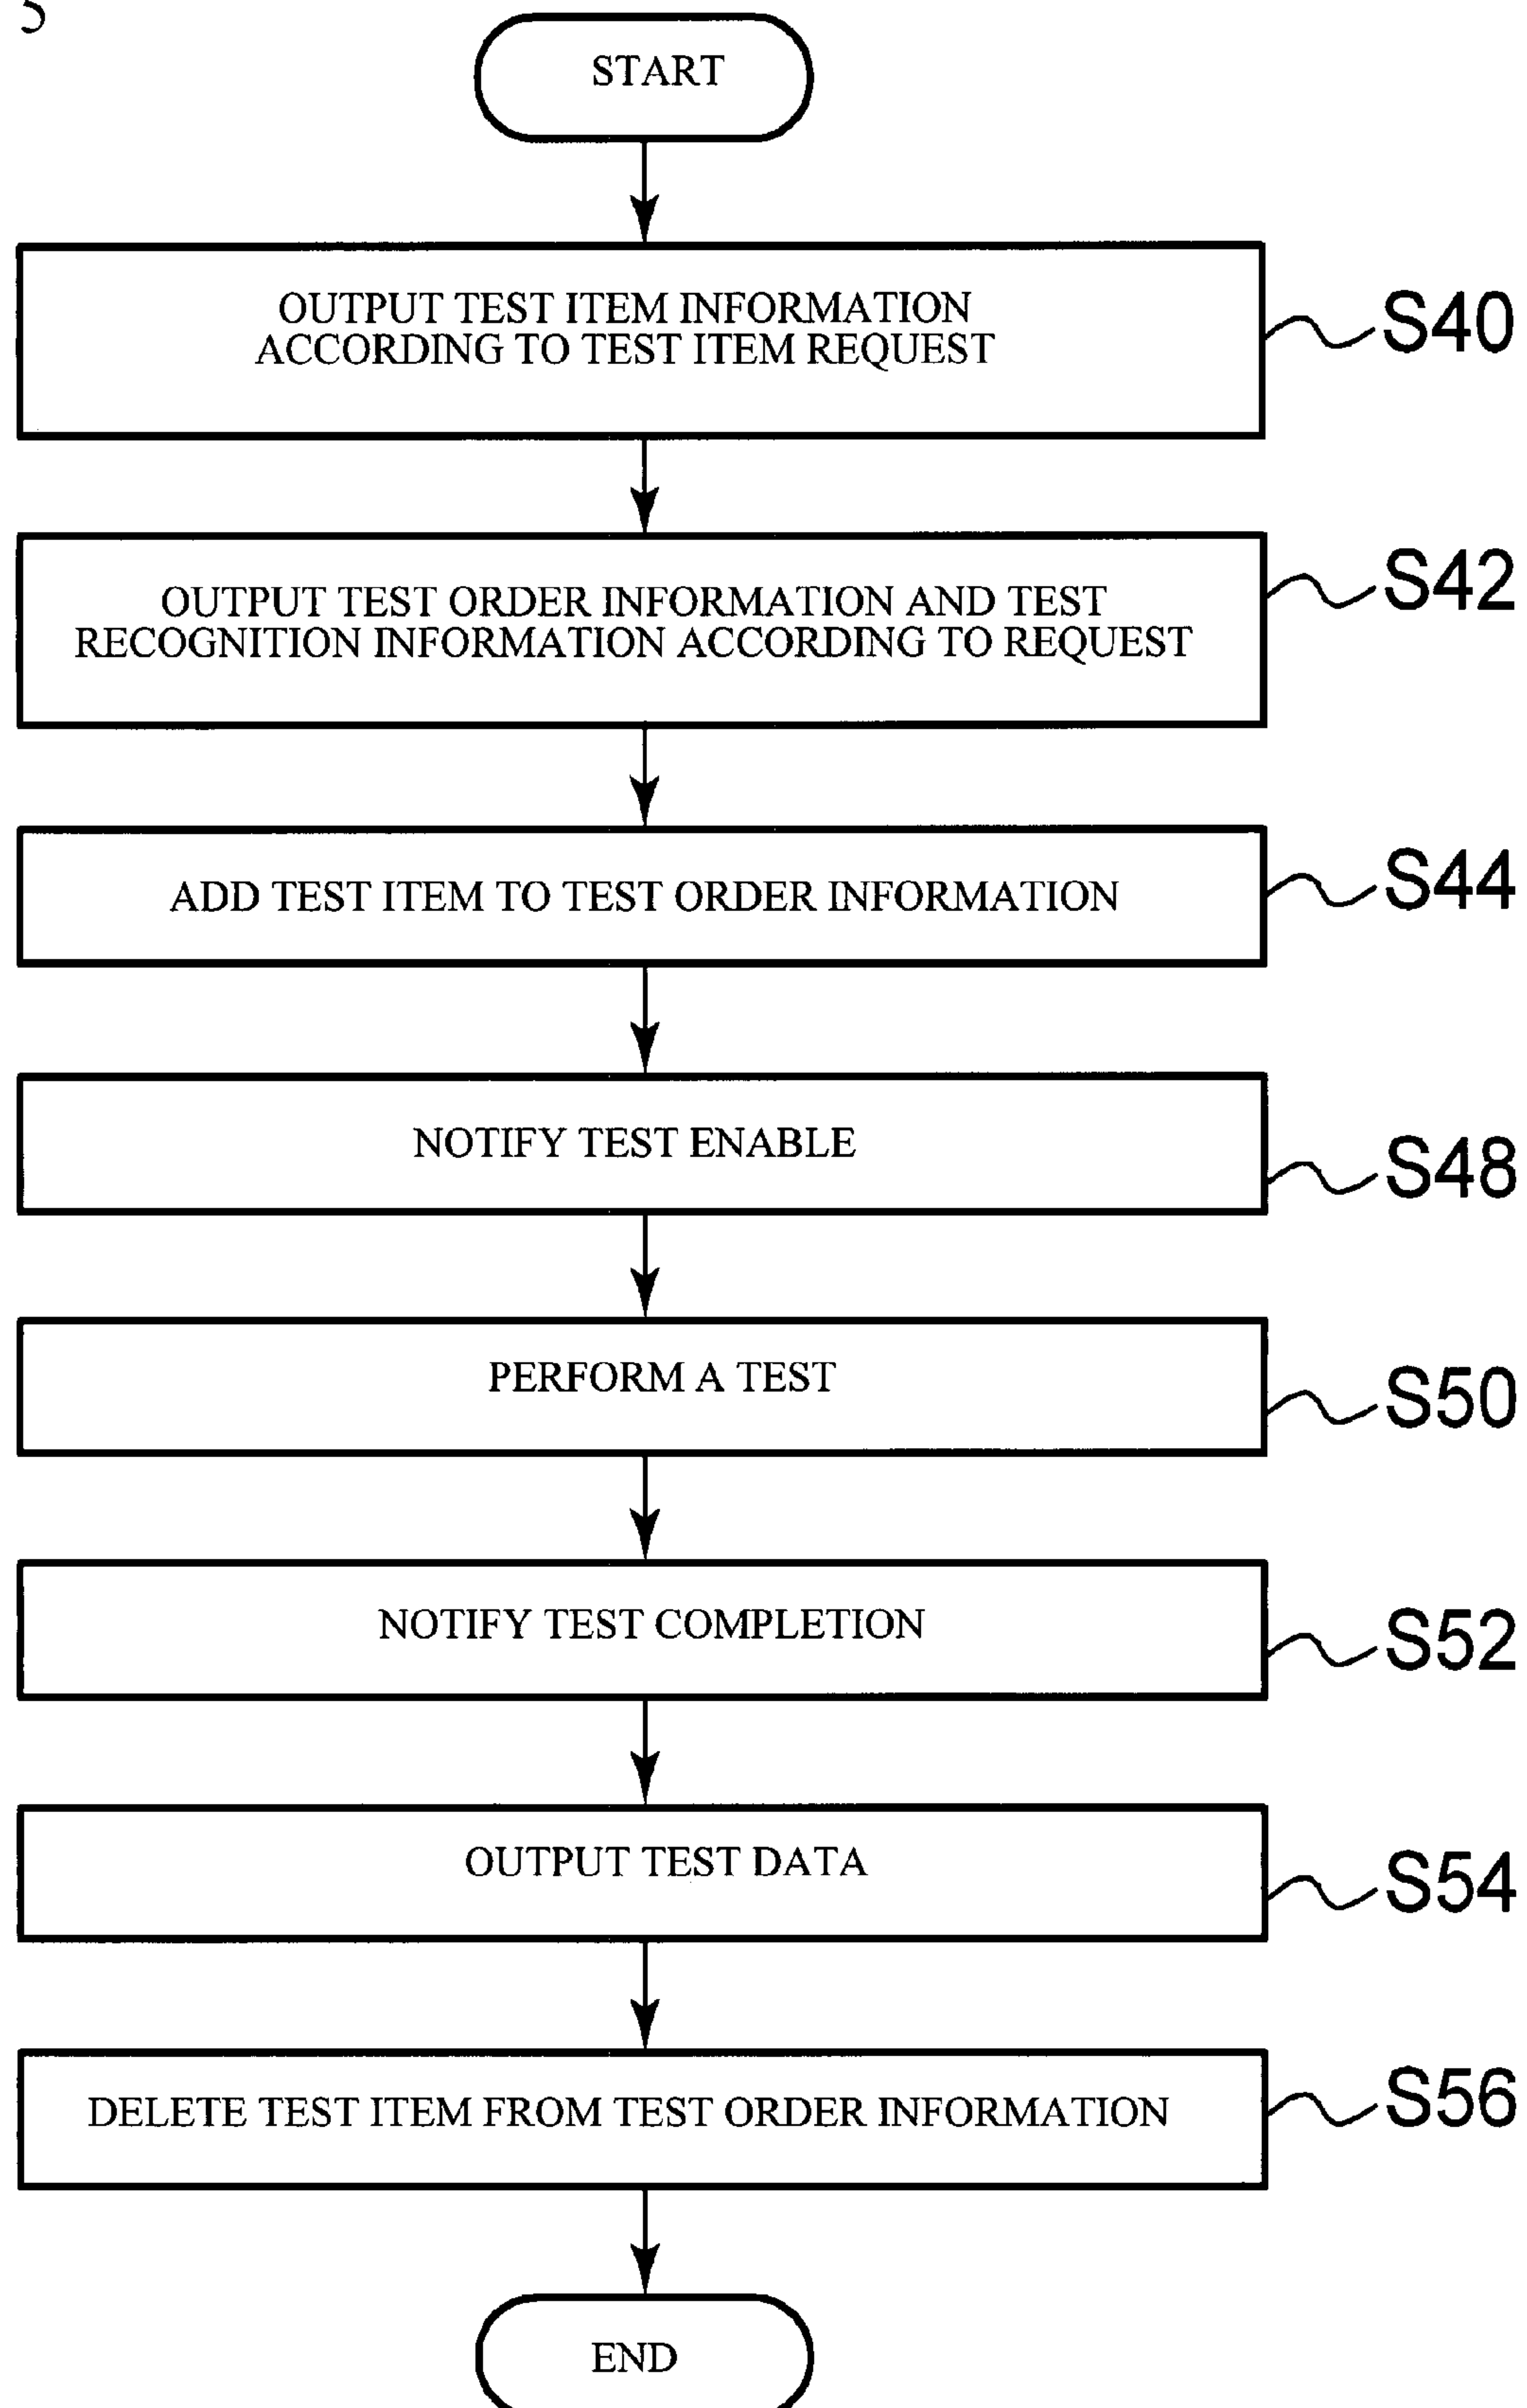 START
OUTPUT TEST ITEM INFORMATION
ACCORDING TO TEST ITEM REQUEST
S40
OUTPUT TEST ORDER INFORMATION AND TEST
RECOGNITION INFORMATION ACCORDING TO REQUEST
S42
ADD TEST ITEM TO TEST ORDER INFORMATION
S44
NOTIFY TEST ENABLE
S48
PERFORM A TEST
S50
NOTIFY TEST COMPLETION
S52
OUTPUT TEST DATA
S54
DELETE TEST ITEM FROM TEST ORDER INFORMATION
S56
END